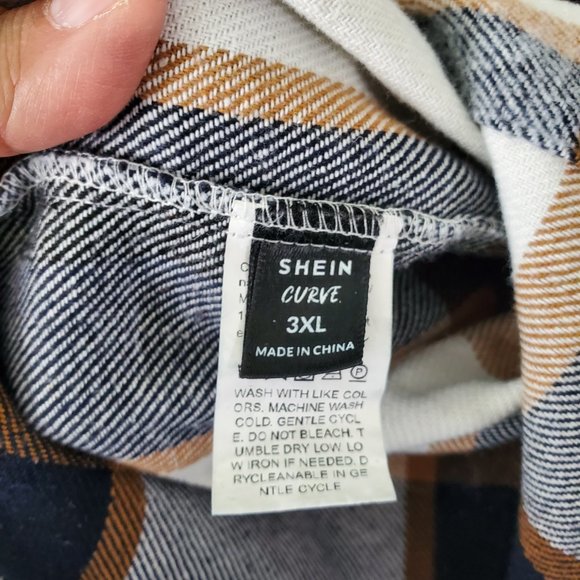 SHEIN
CURVE
3XL
MADE IN CHINA
WASH WITH LIKE COL
ORS. MACHINE WASH
COLD. GENTLE CYCL
E. DO NOT BLEACH. T
UMBLE DRY LOW. LO
W IRON IF NEEDED. D
RYCLEANABLE IN GE
NTLE CYCLE